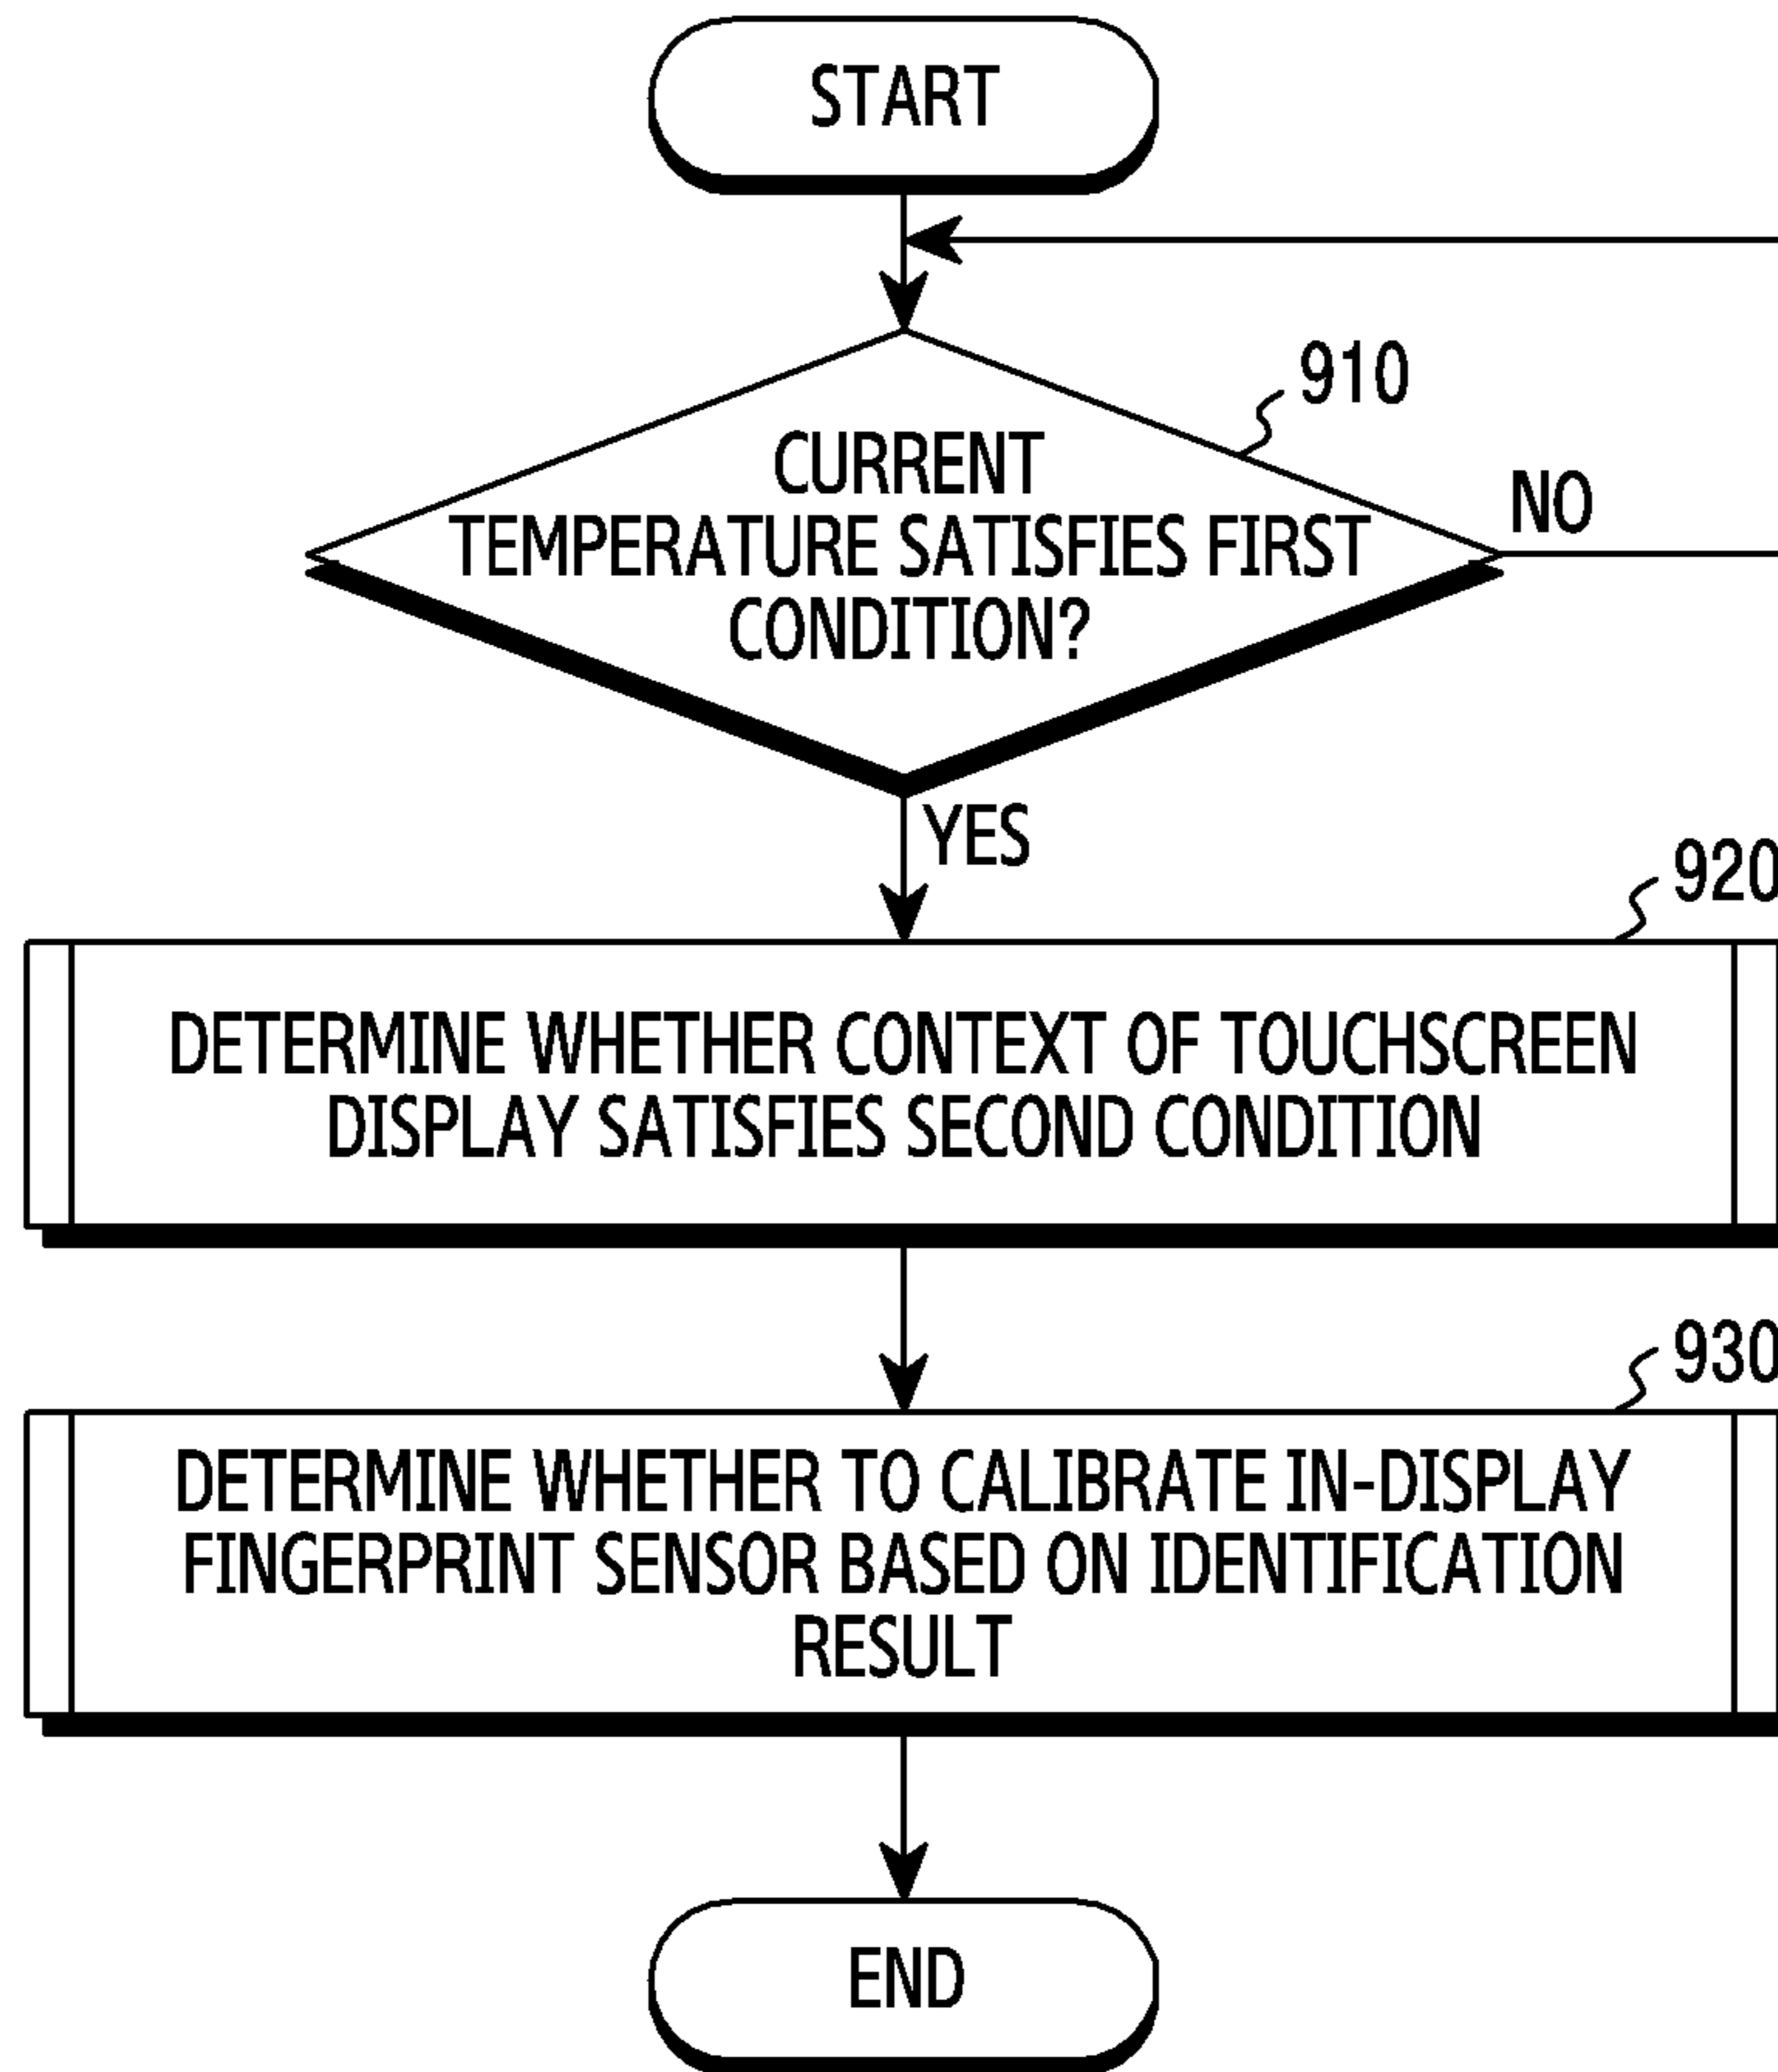 START
910
CURRENT
TEMPERATURE SATISFIES FIRST
CONDITION?
NO
YES
920
DETERMINE WHETHER CONTEXT OF TOUCHSCREEN
DISPLAY SATISFIES SECOND CONDITION
930
DETERMINE WHETHER TO CALIBRATE IN-DISPLAY
FINGERPRINT SENSOR BASED ON IDENTIFICATION
RESULT
END